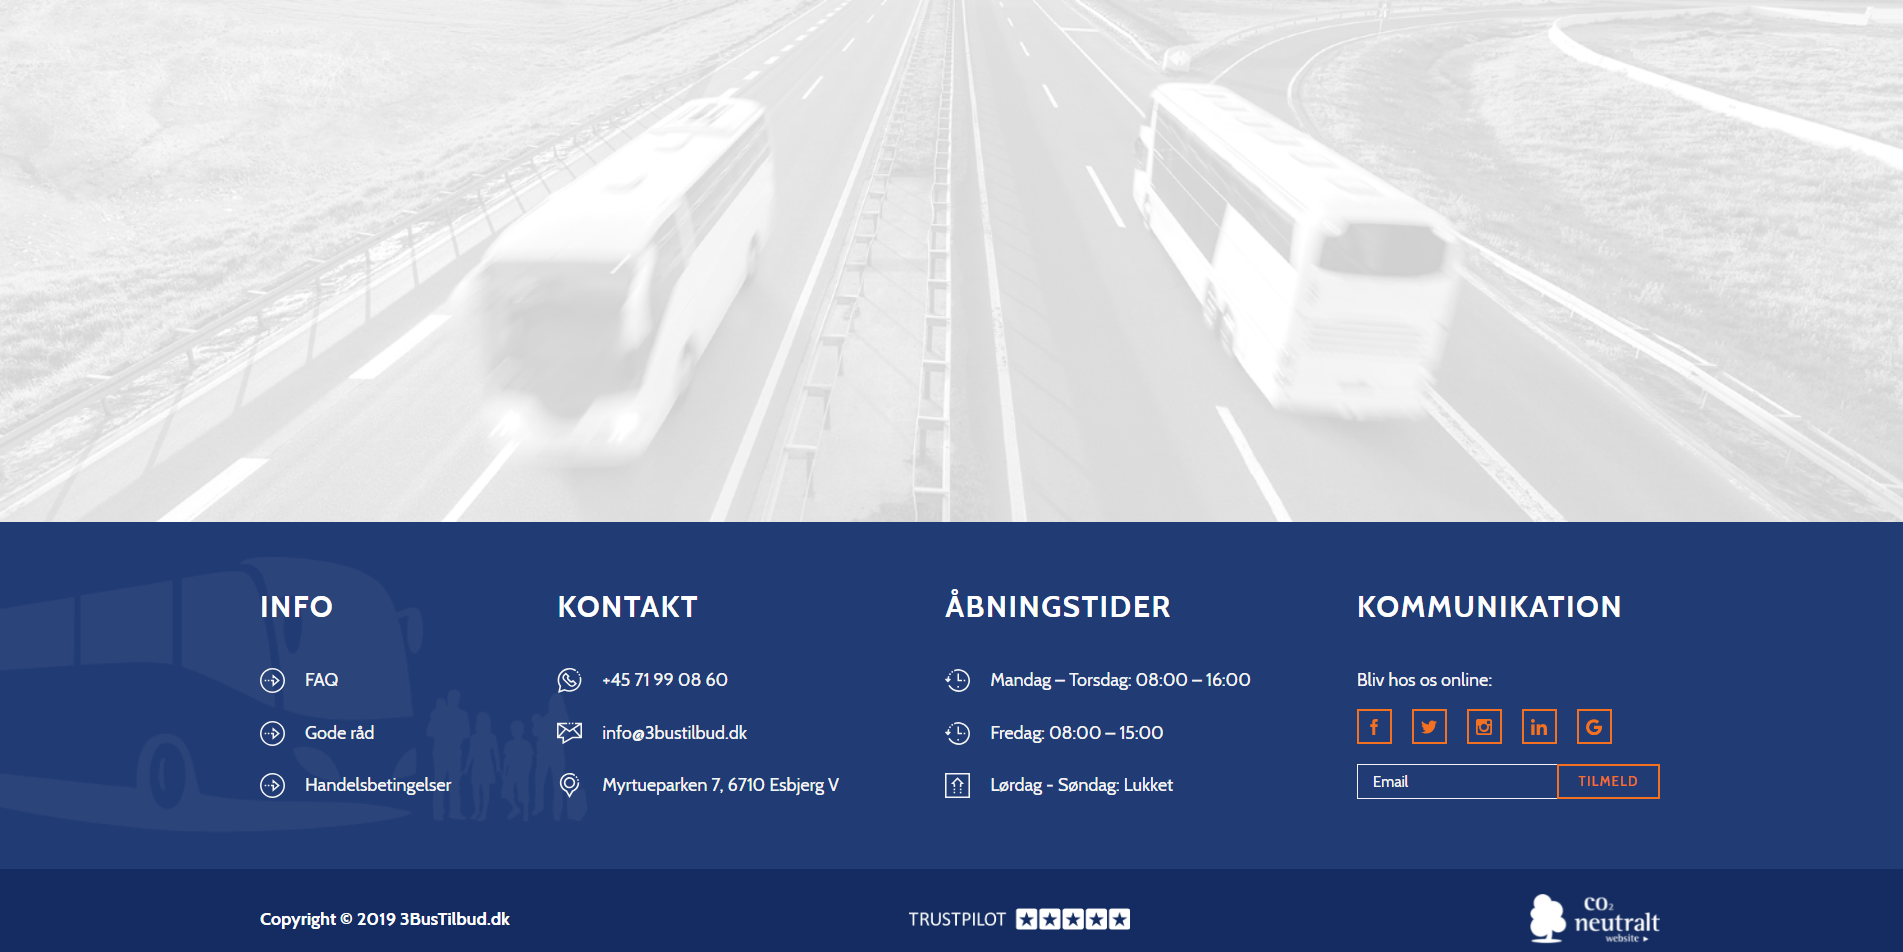 INFO
FAQ
Gode råd
Handelsbetingelser
KONTAKT
+45 71 99 08 60
info@3bustilbud.dk
Myrtueparken 7, 6710 Esbjerg V
ÅBNINGSTIDER
Mandag – Torsdag: 08:00 – 16:00
Fredag: 08:00 – 15:00
Lørdag - Søndag: Lukket
KOMMUNIKATION
Bliv hos os online:
Email
TILMELD
Copyright © 2019 3BusTilbud.dk
TRUSTPILOT
CO₂
neutralt
website